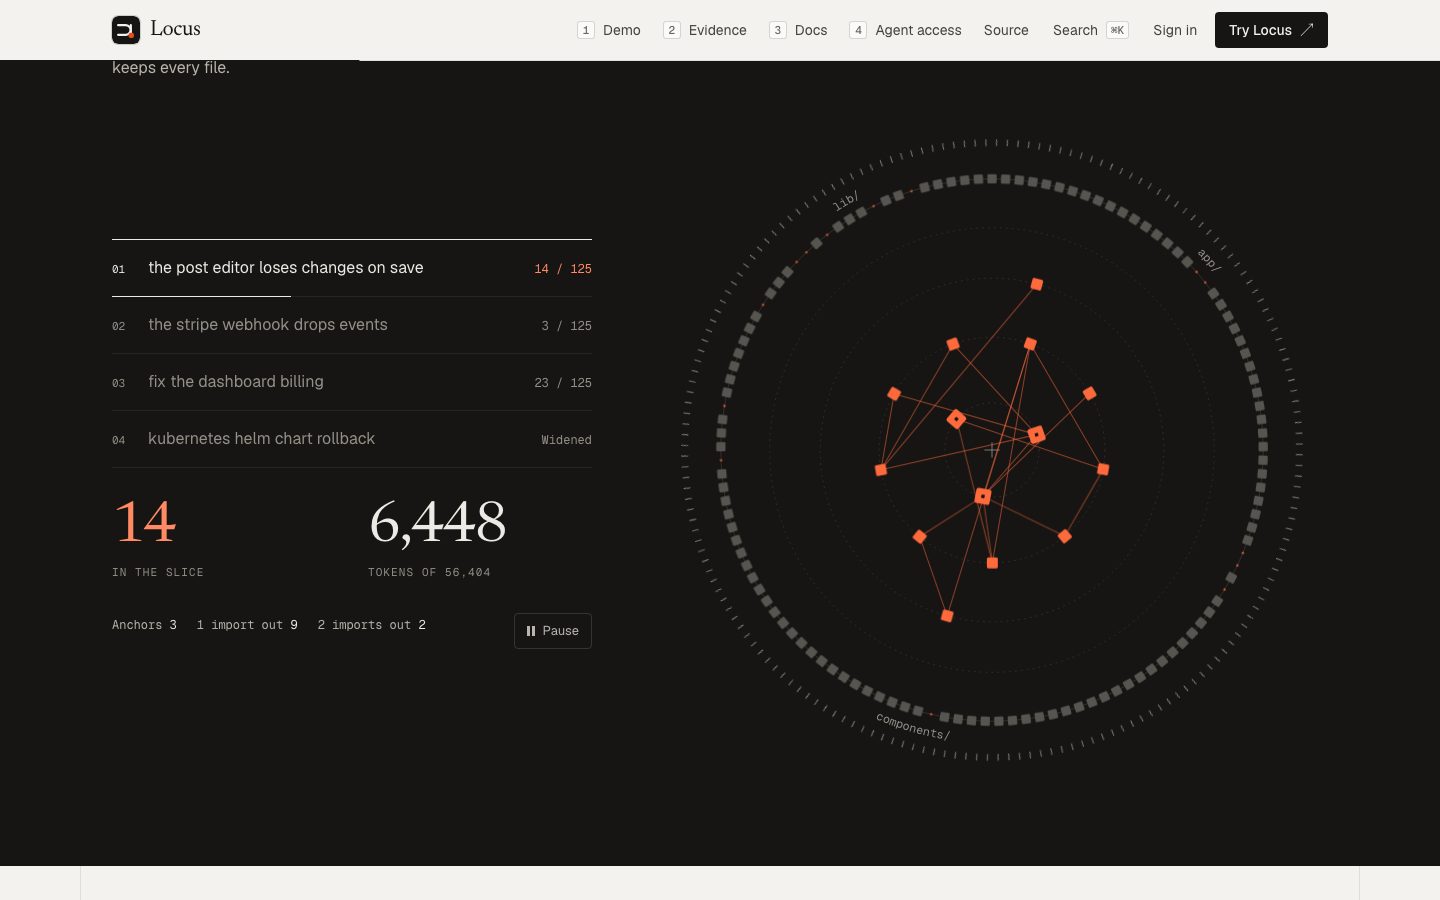 Locus
1 Demo 2 Evidence 3 Docs 4 Agent access Source Search ⌘K Sign in Try Locus ↗
keeps every file.
01 the post editor loses changes on save 14 / 125
02 the stripe webhook drops events 3 / 125
03 fix the dashboard billing 23 / 125
04 kubernetes helm chart rollback Widened
14 6,448
IN THE SLICE TOKENS OF 56,404
Anchors 3 1 import out 9 2 imports out 2 Pause
lib/
app/
components/